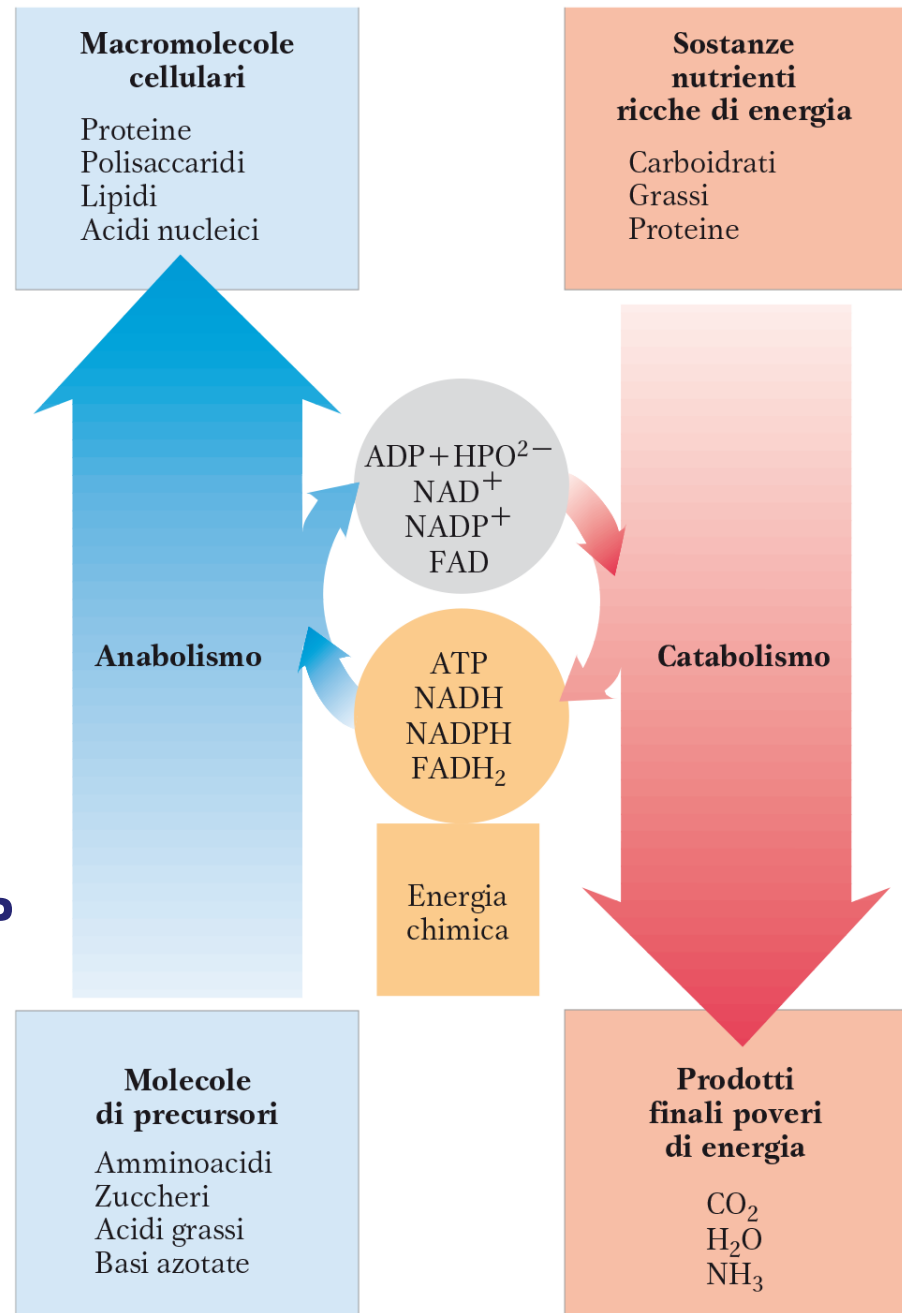 Macromolecole
cellulari
Proteine
Polisaccaridi
Lipidi
Acidi nucleici
Sostanze
nutrienti
ricche di energia
Carboidrati
Grassi
Proteine
ADP+HPO²⁻
NAD⁺
NADP⁺
FAD
Anabolismo
ATP
NADH
NADPH
FADH₂
Catabolismo
Energia
chimica
Molecole
di precursori
Amminoacidi
Zuccheri
Acidi grassi
Basi azotate
Prodotti
finali poveri
di energia
CO₂
H₂O
NH₃